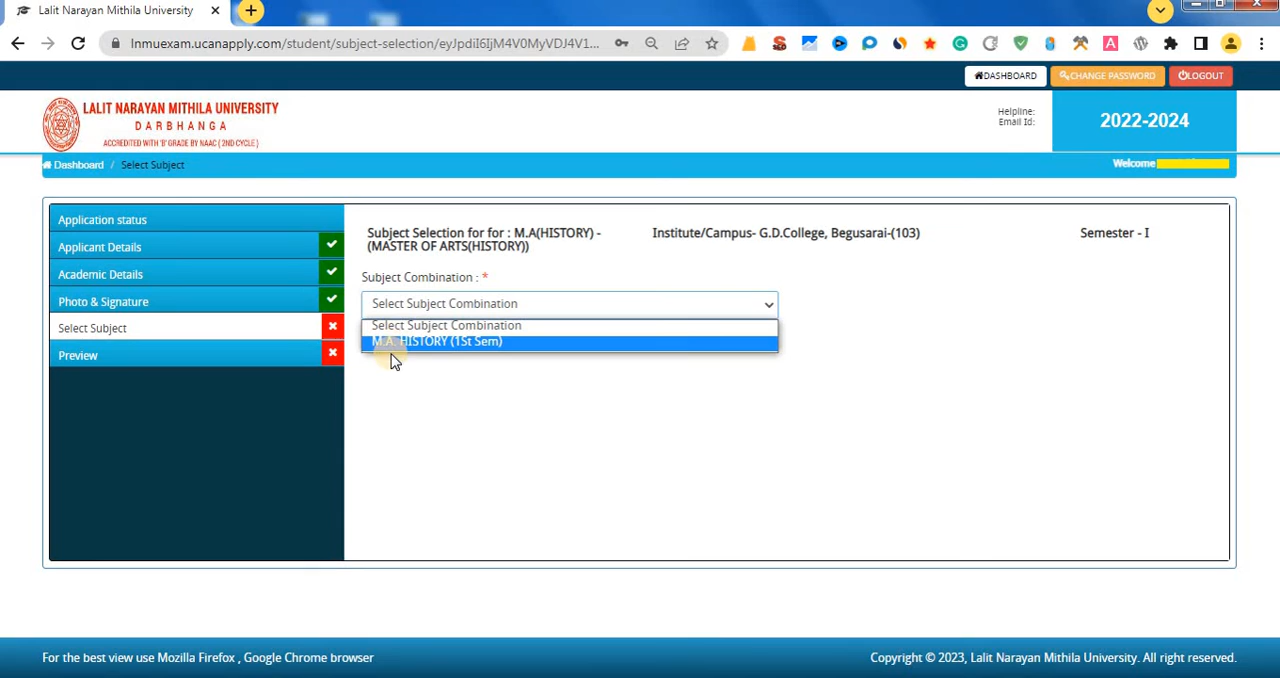 Lalit Narayan Mithila University
lnmuexam.ucanapply.com/student/subject-selection/eyJpdiI6IjM4V0MyVDJ4V1...
DASHBOARD
CHANGE PASSWORD
LOGOUT
LALIT NARAYAN MITHILA UNIVERSITY
DARBHANGA
ACCREDITED WITH 'B' GRADE BY NAAC ( 2ND CYCLE )
Helpline:
Email Id:
2022-2024
Dashboard / Select Subject
Welcome
Application status
Applicant Details
Academic Details
Photo & Signature
Select Subject
Preview
Subject Selection for for : M.A(HISTORY) -
(MASTER OF ARTS(HISTORY))
Institute/Campus- G.D.College, Begusarai-(103)
Semester - I
Subject Combination : *
Select Subject Combination
Select Subject Combination
M.A. HISTORY (1St Sem)
For the best view use Mozilla Firefox , Google Chrome browser
Copyright © 2023, Lalit Narayan Mithila University. All right reserved.